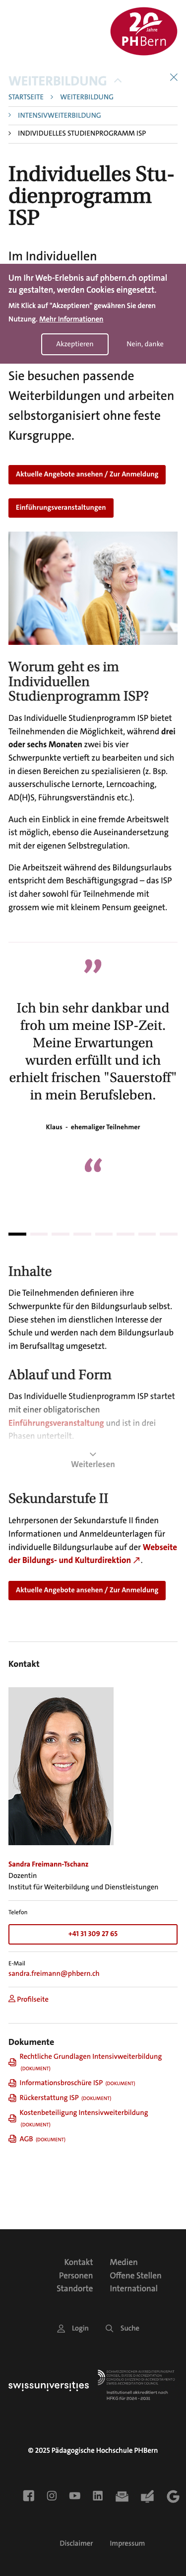 20 Jahre
PHBern
WEITERBILDUNG
STARTSEITE > WEITERBILDUNG
> INTENSIVWEITERBILDUNG
> INDIVIDUELLES STUDIENPROGRAMM ISP
Individuelles Stu-
dienprogramm
ISP
Im Individuellen
Um Ihr Web-Erlebnis auf phbern.ch optimal
zu gestalten, werden Cookies eingesetzt.
Mit Klick auf "Akzeptieren" gewähren Sie deren
Nutzung. Mehr Informationen
Akzeptieren
Nein, danke
Sie besuchen passende
Weiterbildungen und arbeiten
selbstorganisiert ohne feste
Kursgruppe.
Aktuelle Angebote ansehen / Zur Anmeldung
Einführungsveranstaltungen
Worum geht es im
Individuellen
Studienprogramm ISP?
Das Individuelle Studienprogramm ISP bietet
Teilnehmenden die Möglichkeit, während drei
oder sechs Monaten zwei bis vier
Schwerpunkte vertieft zu bearbeiten und sich
in diesen Bereichen zu spezialisieren (z. Bsp.
ausserschulische Lernorte, Lerncoaching,
AD(H)S, Führungsverständnis etc.).
Auch ein Einblick in eine fremde Arbeitswelt
ist möglich, ebenso die Auseinandersetzung
mit der eigenen Selbstregulation.
Die Arbeitszeit während des Bildungsurlaubs
entspricht dem Beschäftigungsgrad – das ISP
ist daher sowohl für Teilnehmende mit
grossem wie mit kleinem Pensum geeignet.
”
Ich bin sehr dankbar und
froh um meine ISP-Zeit.
Meine Erwartungen
wurden erfüllt und ich
erhielt frischen "Sauerstoff"
in mein Berufsleben.
Klaus - ehemaliger Teilnehmer
“
Inhalte
Die Teilnehmenden definieren ihre
Schwerpunkte für den Bildungsurlaub selbst.
Diese stehen im dienstlichen Interesse der
Schule und werden nach dem Bildungsurlaub
im Berufsalltag umgesetzt.
Ablauf und Form
Das Individuelle Studienprogramm ISP startet
mit einer obligatorischen
Einführungsveranstaltung und ist in drei
Phasen unterteilt.
Weiterlesen
Sekundarstufe II
Lehrpersonen der Sekundarstufe II finden
Informationen und Anmeldeunterlagen für
individuelle Bildungsurlaube auf der Webseite
der Bildungs- und Kulturdirektion ↗.
Aktuelle Angebote ansehen / Zur Anmeldung
Kontakt
Sandra Freimann-Tschanz
Dozentin
Institut für Weiterbildung und Dienstleistungen
Telefon
+41 31 309 27 65
E-Mail
sandra.freimann@phbern.ch
Profilseite
Dokumente
Rechtliche Grundlagen Intensivweiterbildung
(DOKUMENT)
Informationsbroschüre ISP (DOKUMENT)
Rückerstattung ISP (DOKUMENT)
Kostenbeteiligung Intensivweiterbildung
(DOKUMENT)
AGB (DOKUMENT)
Kontakt Medien
Personen Offene Stellen
Standorte International
Login Suche
swissuniversities
© 2025 Pädagogische Hochschule PHBern
Disclaimer Impressum